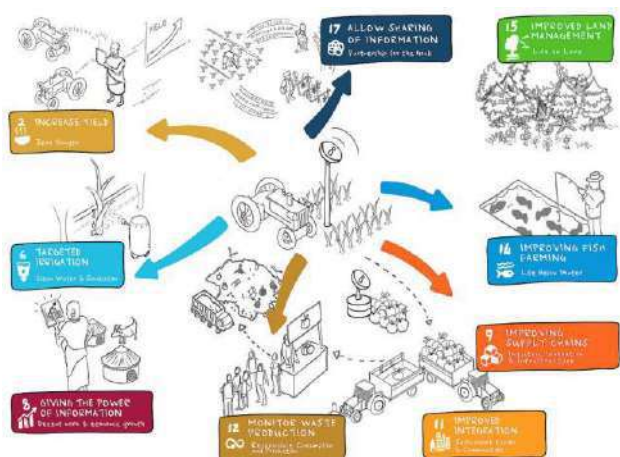 YIELD
17 ALLOW SHARING
OF INFORMATION
Partnership for the Goals
15 IMPROVED LAND
MANAGEMENT
Life on Land
2 INCREASE YIELD
Zero Hunger
6 TARGETED
IRRIGATION
Clean Water & Sanitation
14 IMPROVING FISH
FARMING
Life Below Water
9 IMPROVING
SUPPLY CHAINS
Industry, Innovation
& Infrastructure
8 GIVING THE POWER
OF INFORMATION
Decent work & economic growth
12 MONITOR WASTE
PRODUCTION
Responsible Consumption
and Production
11 IMPROVED
INTEGRATION
Sustainable Cities
& Communities